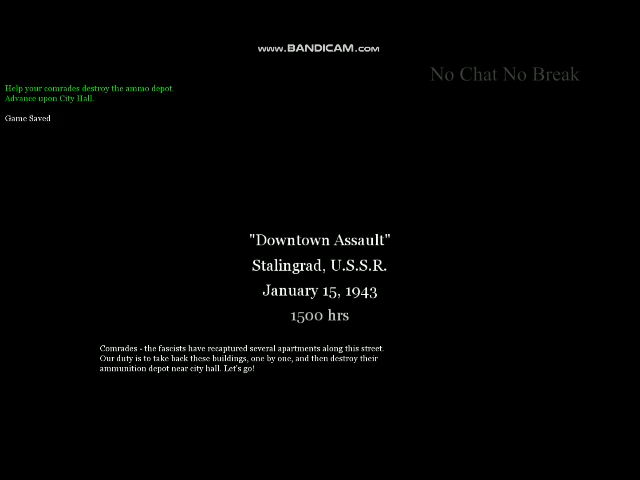 www.BANDICAM.com
No Chat No Break
Help your comrades destroy the ammo depot.
Advance upon City Hall.
Game Saved
"Downtown Assault"
Stalingrad, U.S.S.R.
January 15, 1943
1500 hrs
Comrades - the fascists have recaptured several apartments along this street.
Our duty is to take back these buildings, one by one, and then destroy their
ammunition depot near city hall. Let's go!